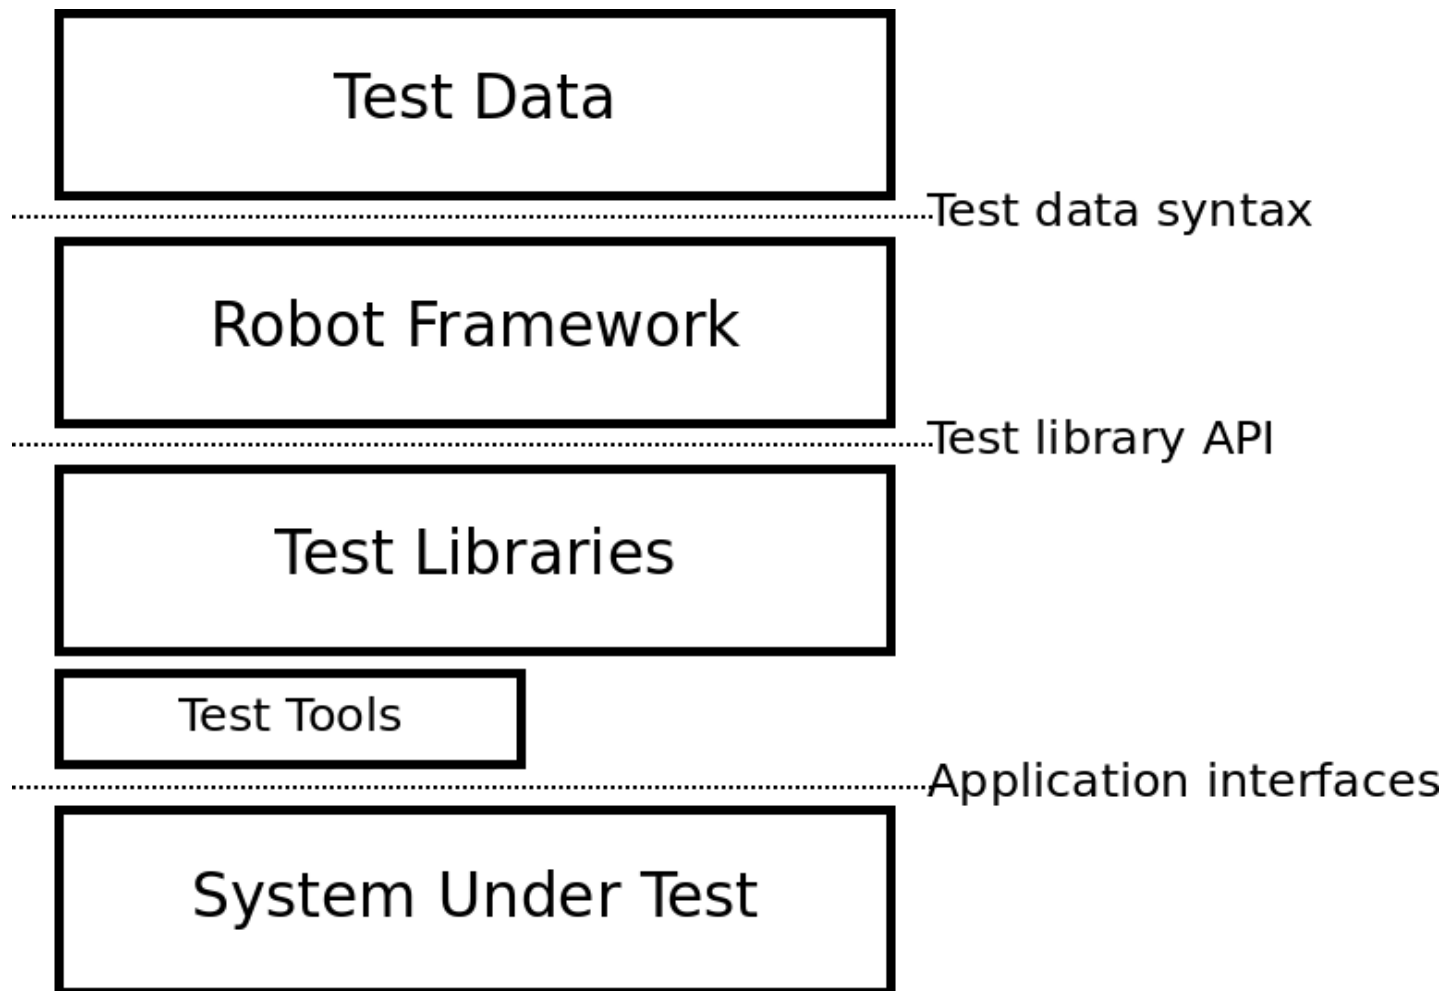 Test Data
Test data syntax
Robot Framework
Test library API
Test Libraries
Test Tools
Application interfaces
System Under Test